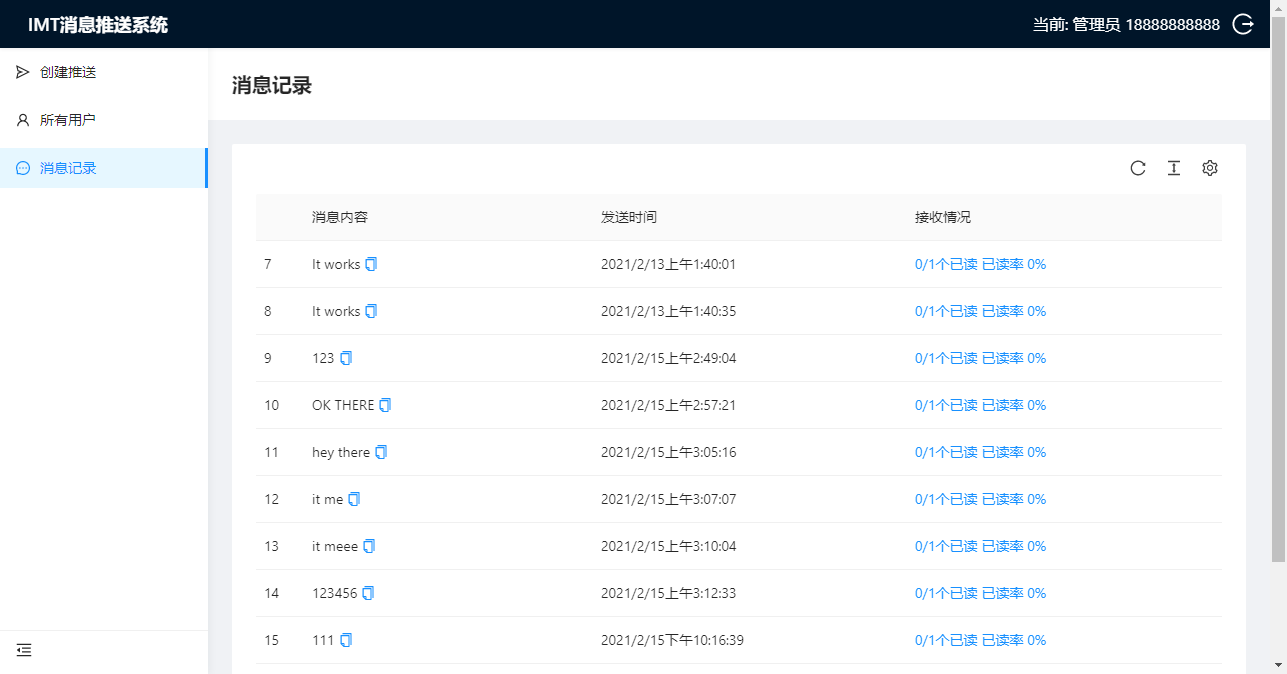 IMT消息推送系统 当前: 管理员 18888888888
创建推送
所有用户
消息记录
消息记录
消息内容 发送时间 接收情况
7 It works 2021/2/13上午1:40:01 0/1个已读 已读率 0%
8 It works 2021/2/13上午1:40:35 0/1个已读 已读率 0%
9 123 2021/2/15上午2:49:04 0/1个已读 已读率 0%
10 OK THERE 2021/2/15上午2:57:21 0/1个已读 已读率 0%
11 hey there 2021/2/15上午3:05:16 0/1个已读 已读率 0%
12 it me 2021/2/15上午3:07:07 0/1个已读 已读率 0%
13 it meee 2021/2/15上午3:10:04 0/1个已读 已读率 0%
14 123456 2021/2/15上午3:12:33 0/1个已读 已读率 0%
15 111 2021/2/15下午10:16:39 0/1个已读 已读率 0%